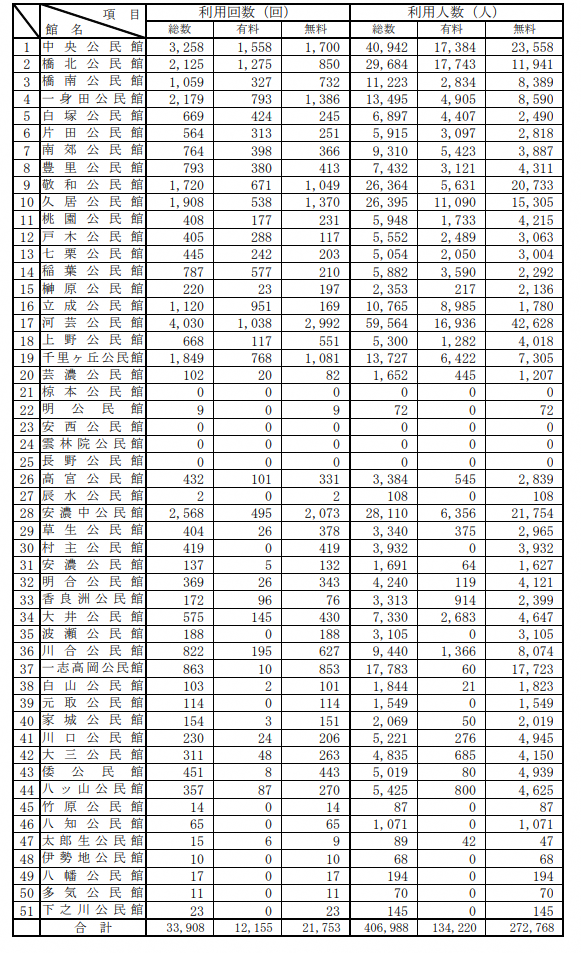 項 目 利用回数（回） 利用人数（人）
館 名 総数 有料 無料 総数 有料 無料
1 中央公民館 3,258 1,558 1,700 40,942 17,384 23,558
2 橋北公民館 2,125 1,275 850 29,684 17,743 11,941
3 橋南公民館 1,059 327 732 11,223 2,834 8,389
4 一身田公民館 2,179 793 1,386 13,495 4,905 8,590
5 白塚公民館 669 424 245 6,897 4,407 2,490
6 片田公民館 564 313 251 5,915 3,097 2,818
7 南郊公民館 764 398 366 9,310 5,423 3,887
8 豊里公民館 793 380 413 7,432 3,121 4,311
9 敬和公民館 1,720 671 1,049 26,364 5,631 20,733
10 久居公民館 1,908 538 1,370 26,395 11,090 15,305
11 桃園公民館 408 177 231 5,948 1,733 4,215
12 戸木公民館 405 288 117 5,552 2,489 3,063
13 七栗公民館 445 242 203 5,054 2,050 3,004
14 稲葉公民館 787 577 210 5,882 3,590 2,292
15 榊原公民館 220 23 197 2,353 217 2,136
16 立成公民館 1,120 951 169 10,765 8,985 1,780
17 河芸公民館 4,030 1,038 2,992 59,564 16,936 42,628
18 上野公民館 668 117 551 5,300 1,282 4,018
19 千里ヶ丘公民館 1,849 768 1,081 13,727 6,422 7,305
20 芸濃公民館 102 20 82 1,652 445 1,207
21 椋本公民館 0 0 0 0 0 0
22 明公民館 9 0 9 72 0 72
23 安西公民館 0 0 0 0 0 0
24 雲林院公民館 0 0 0 0 0 0
25 長野公民館 0 0 0 0 0 0
26 高宮公民館 432 101 331 3,384 545 2,839
27 辰水公民館 2 0 2 108 0 108
28 安濃中公民館 2,568 495 2,073 28,110 6,356 21,754
29 草生公民館 404 26 378 3,340 375 2,965
30 村主公民館 419 0 419 3,932 0 3,932
31 安濃公民館 137 5 132 1,691 64 1,627
32 明合公民館 369 26 343 4,240 119 4,121
33 香良洲公民館 172 96 76 3,313 914 2,399
34 大井公民館 575 145 430 7,330 2,683 4,647
35 波瀬公民館 188 0 188 3,105 0 3,105
36 川合公民館 822 195 627 9,440 1,366 8,074
37 一志高岡公民館 863 10 853 17,783 60 17,723
38 白山公民館 103 2 101 1,844 21 1,823
39 元取公民館 114 0 114 1,549 0 1,549
40 家城公民館 154 3 151 2,069 50 2,019
41 川口公民館 230 24 206 5,221 276 4,945
42 大三公民館 311 48 263 4,835 685 4,150
43 倭公民館 451 8 443 5,019 80 4,939
44 八ッ山公民館 357 87 270 5,425 800 4,625
45 竹原公民館 14 0 14 87 0 87
46 八知公民館 65 0 65 1,071 0 1,071
47 太郎生公民館 15 6 9 89 42 47
48 伊勢地公民館 10 0 10 68 0 68
49 八幡公民館 17 0 17 194 0 194
50 多気公民館 11 0 11 70 0 70
51 下之川公民館 23 0 23 145 0 145
合 計 33,908 12,155 21,753 406,988 134,220 272,768